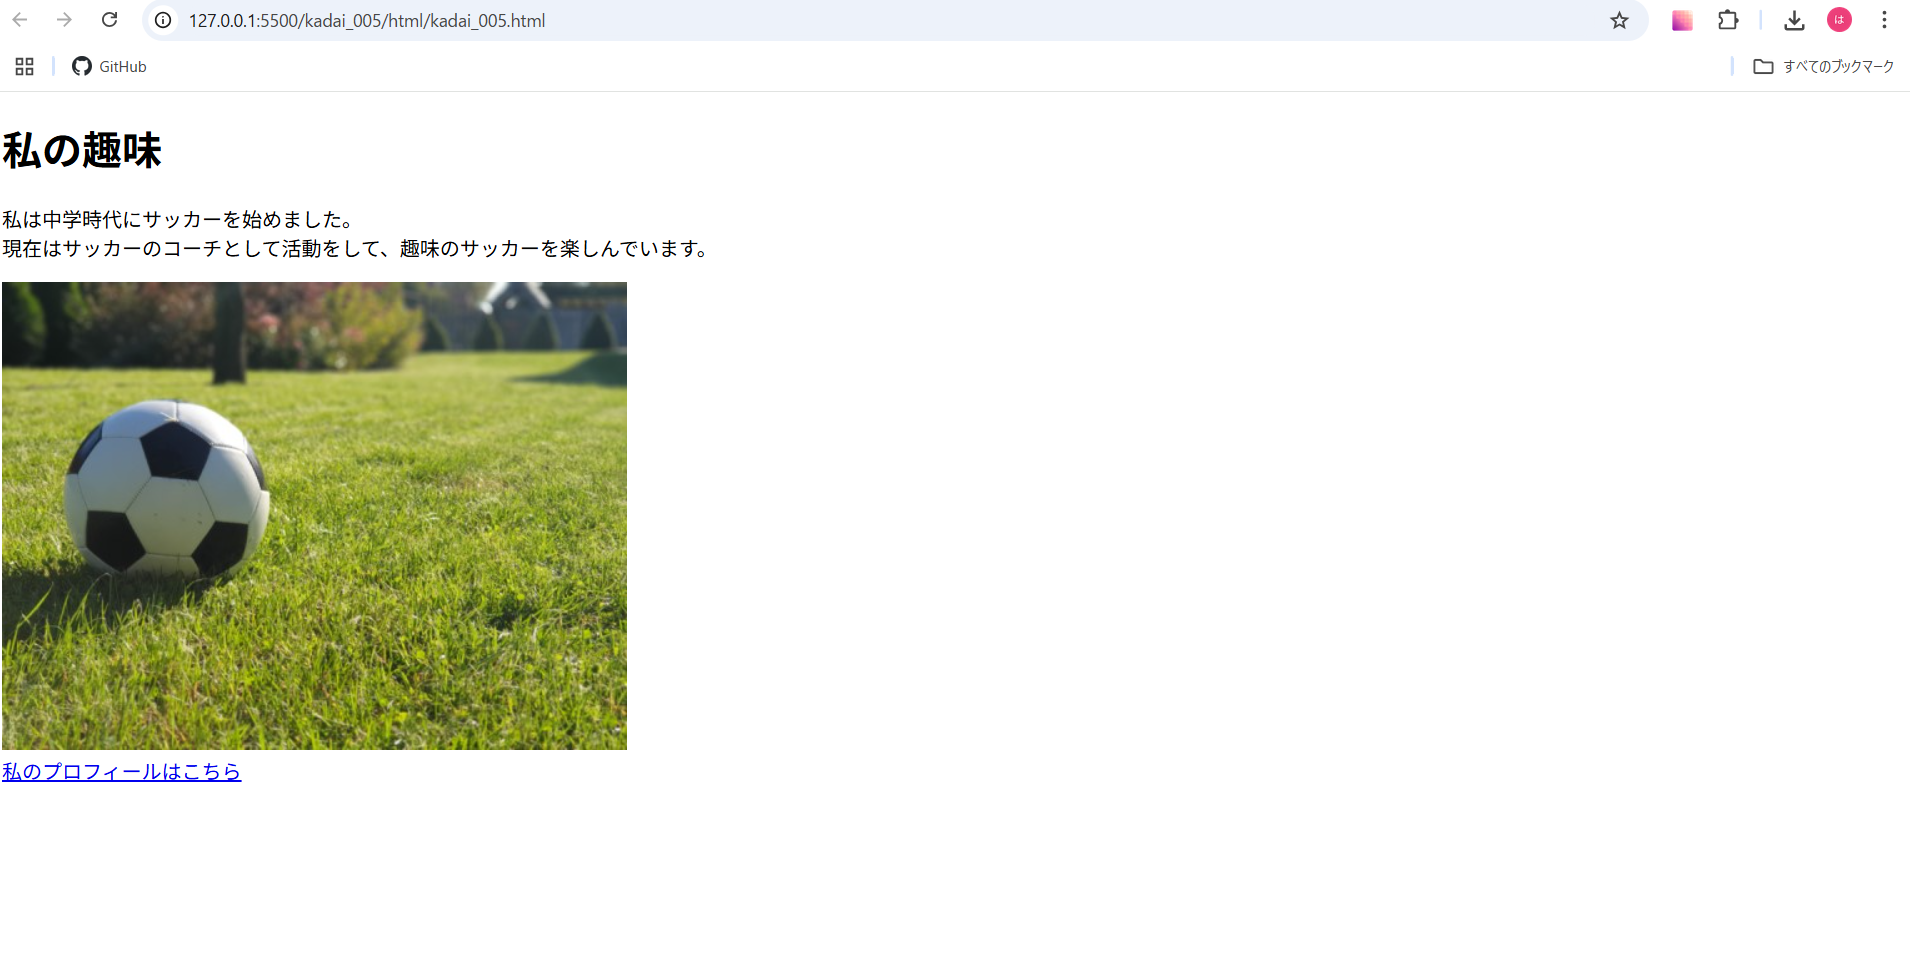 127.0.0.1:5500/kadai_005/html/kadai_005.html
は
GitHub
すべてのブックマーク
私の趣味
私は中学時代にサッカーを始めました。
現在はサッカーのコーチとして活動をして、趣味のサッカーを楽しんでいます。
私のプロフィールはこちら